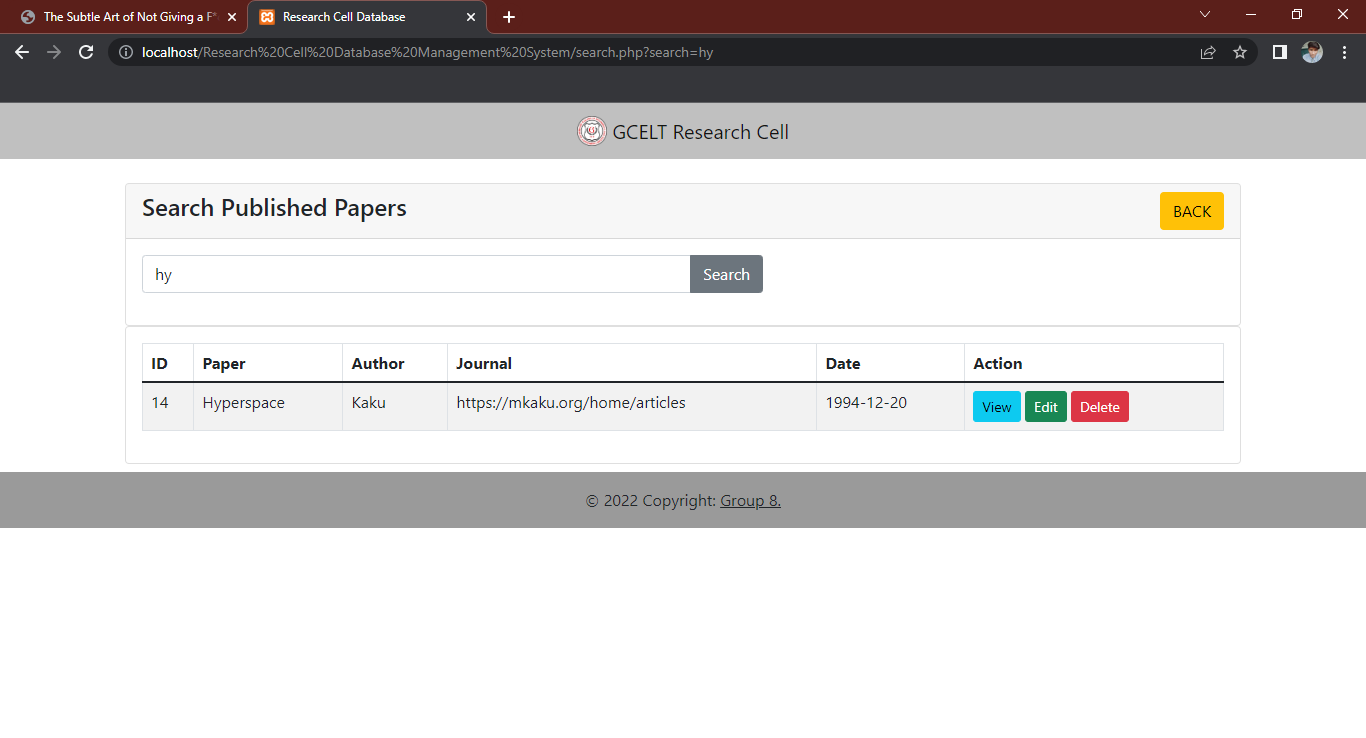 The Subtle Art of Not Giving a F*
Research Cell Database
localhost/Research%20Cell%20Database%20Management%20System/search.php?search=hy
GCELT Research Cell
Search Published Papers
BACK
hy
Search
ID Paper Author Journal Date Action
14 Hyperspace Kaku https://mkaku.org/home/articles 1994-12-20 View Edit Delete
© 2022 Copyright: Group 8.